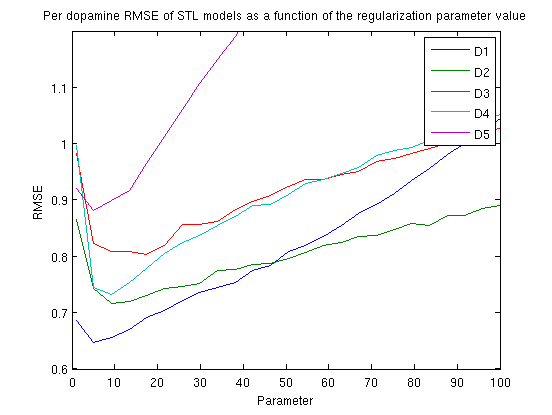 Per dopamine RMSE of STL models as a function of the regularization parameter value
D1
D2
D3
D4
D5
1.1
1
0.9
0.8
0.7
0.6
RMSE
0 10 20 30 40 50 60 70 80 90 100
Parameter